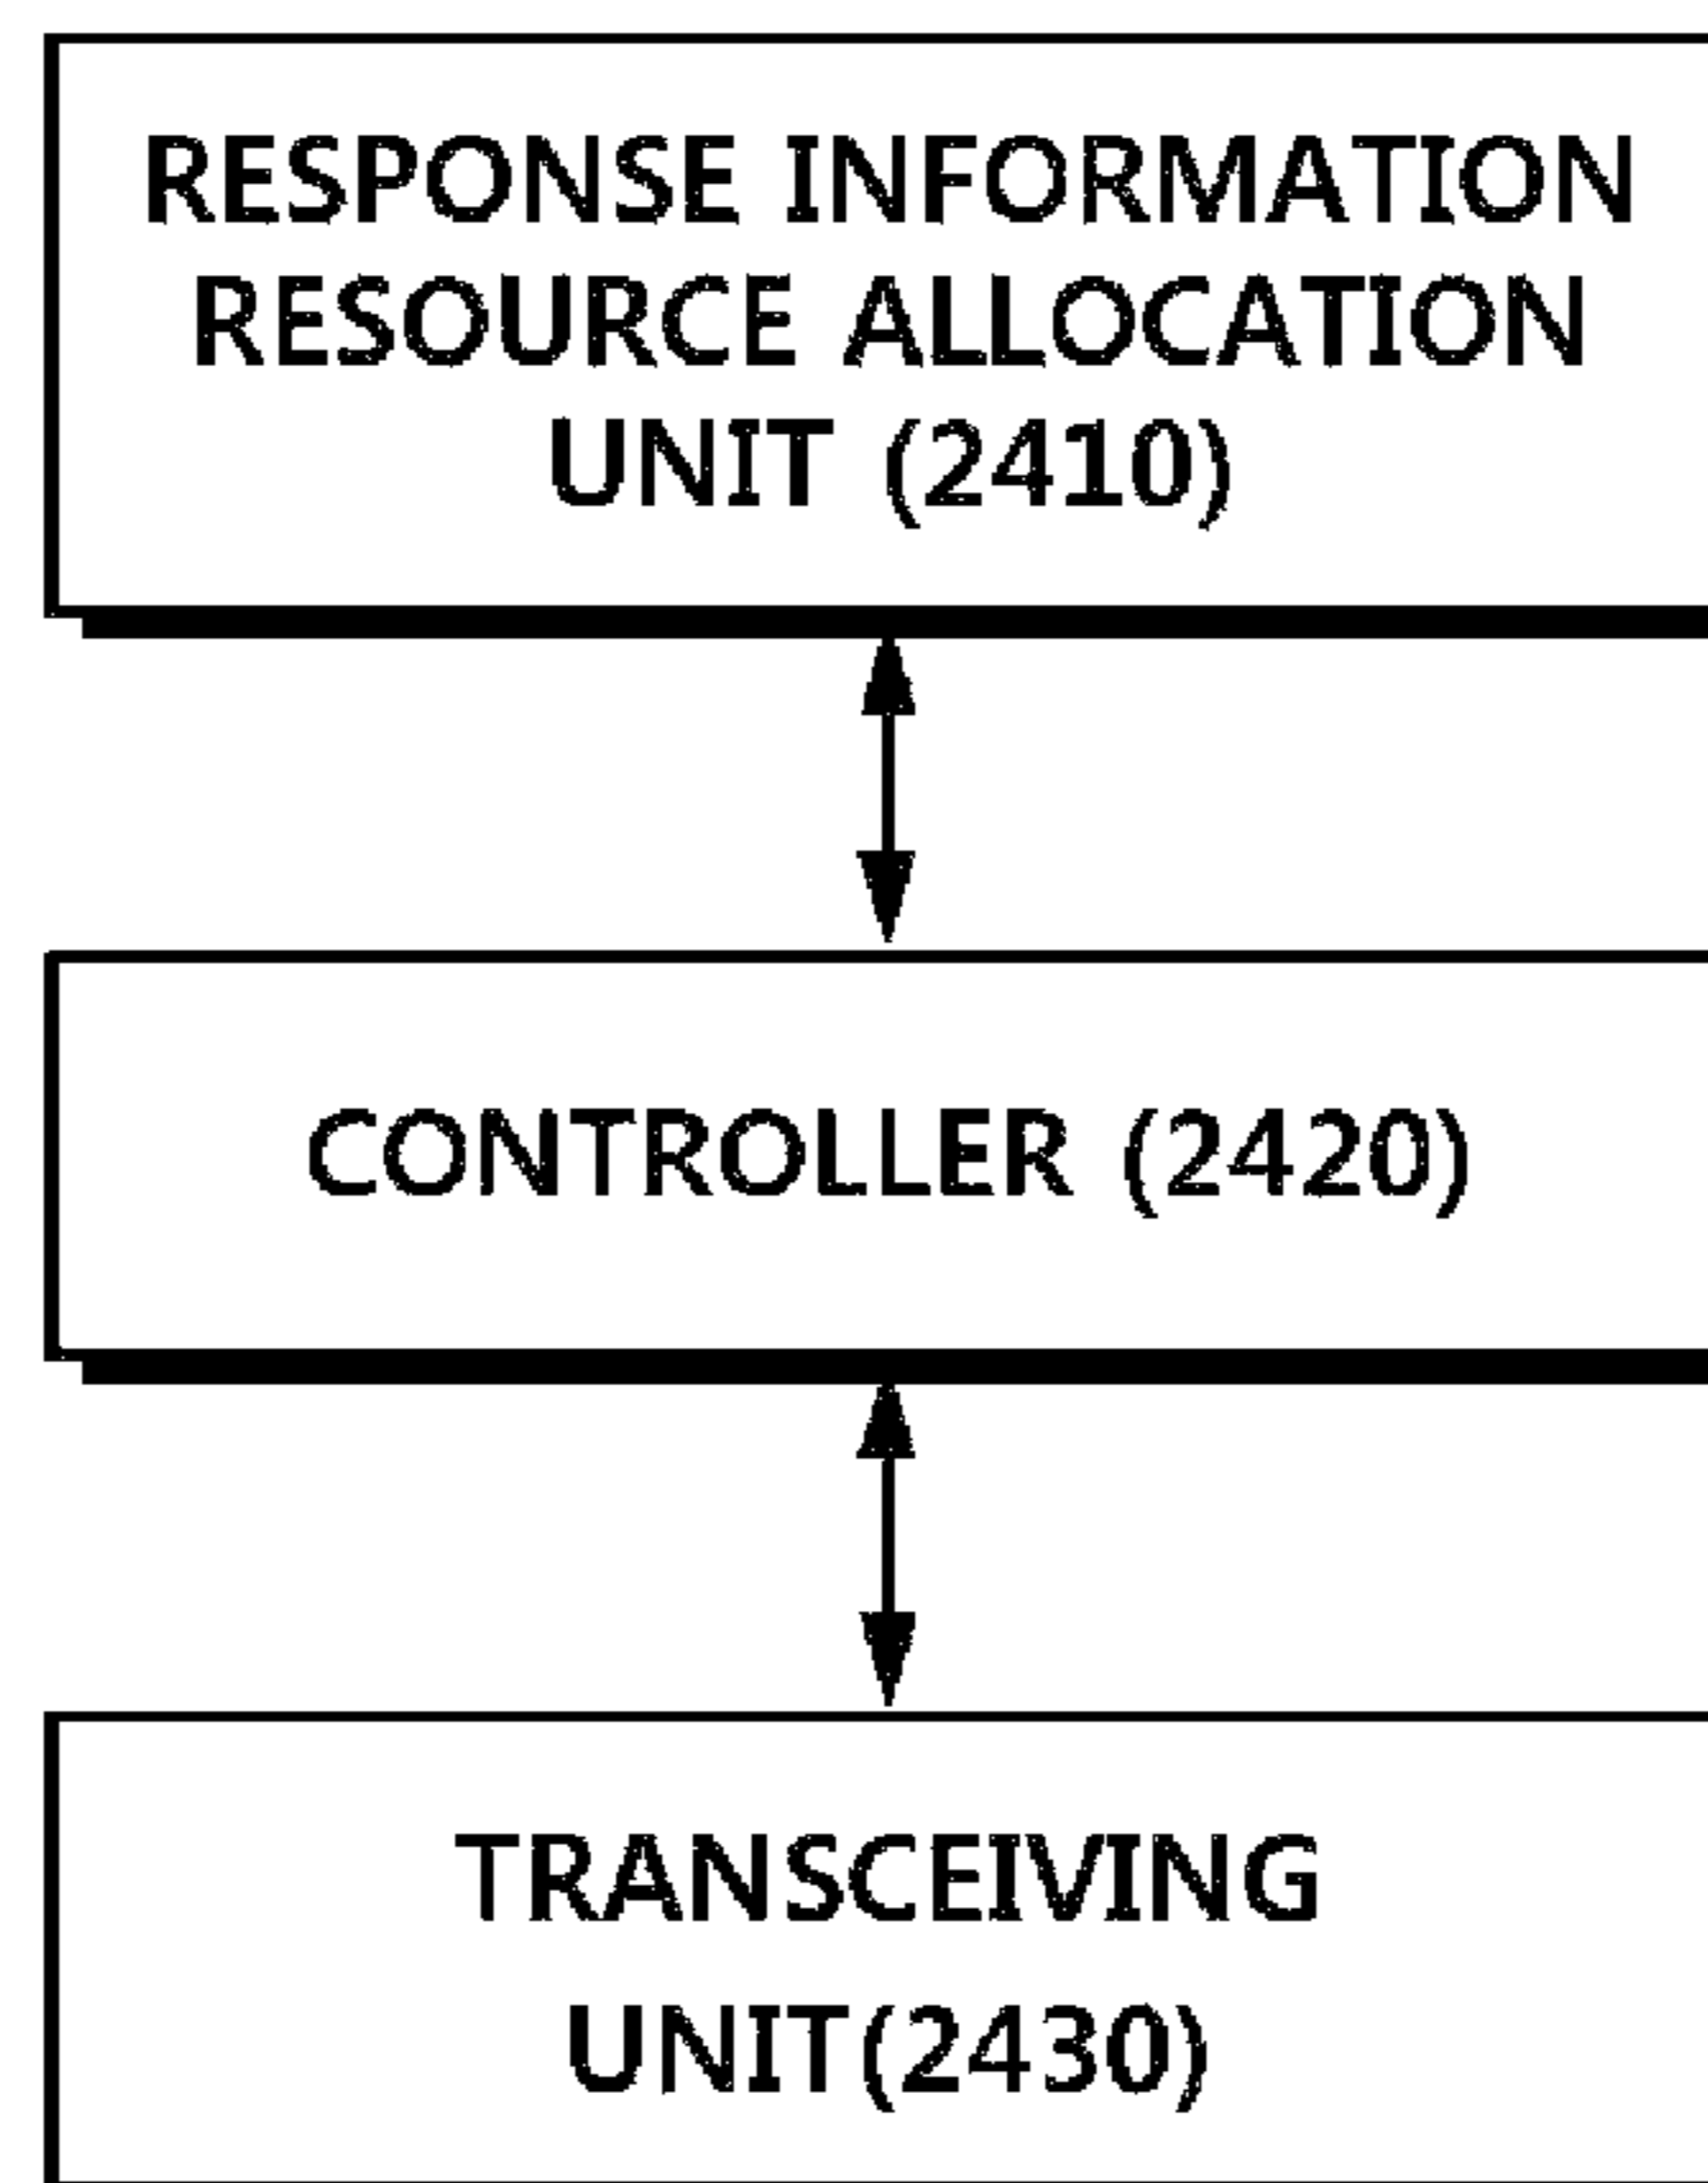 RESPONSE INFORMATION
RESOURCE ALLOCATION
UNIT (2410)
CONTROLLER (2420)
TRANSCEIVING
UNIT(2430)